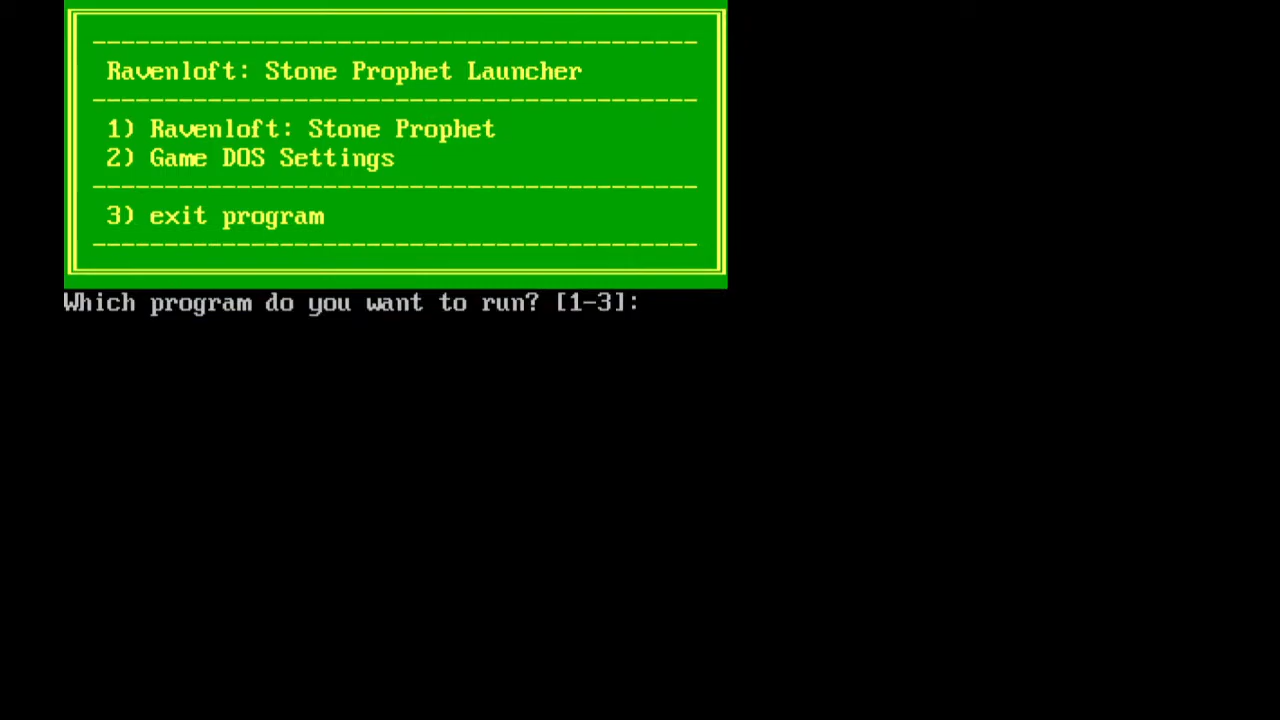 Ravenloft: Stone Prophet Launcher
1) Ravenloft: Stone Prophet
2) Game DOS Settings
3) exit program
Which program do you want to run? [1-3]: